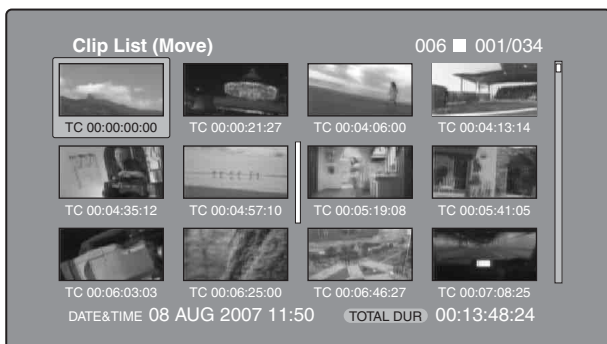 Clip List (Move) 006 001/034
TC 00:00:00:00 TC 00:00:21:27 TC 00:04:06:00 TC 00:04:13:14
TC 00:04:35:12 TC 00:04:57:10 TC 00:05:19:08 TC 00:05:41:05
TC 00:06:03:03 TC 00:06:25:00 TC 00:06:46:27 TC 00:07:08:25
DATE&TIME 08 AUG 2007 11:50 TOTAL DUR 00:13:48:24